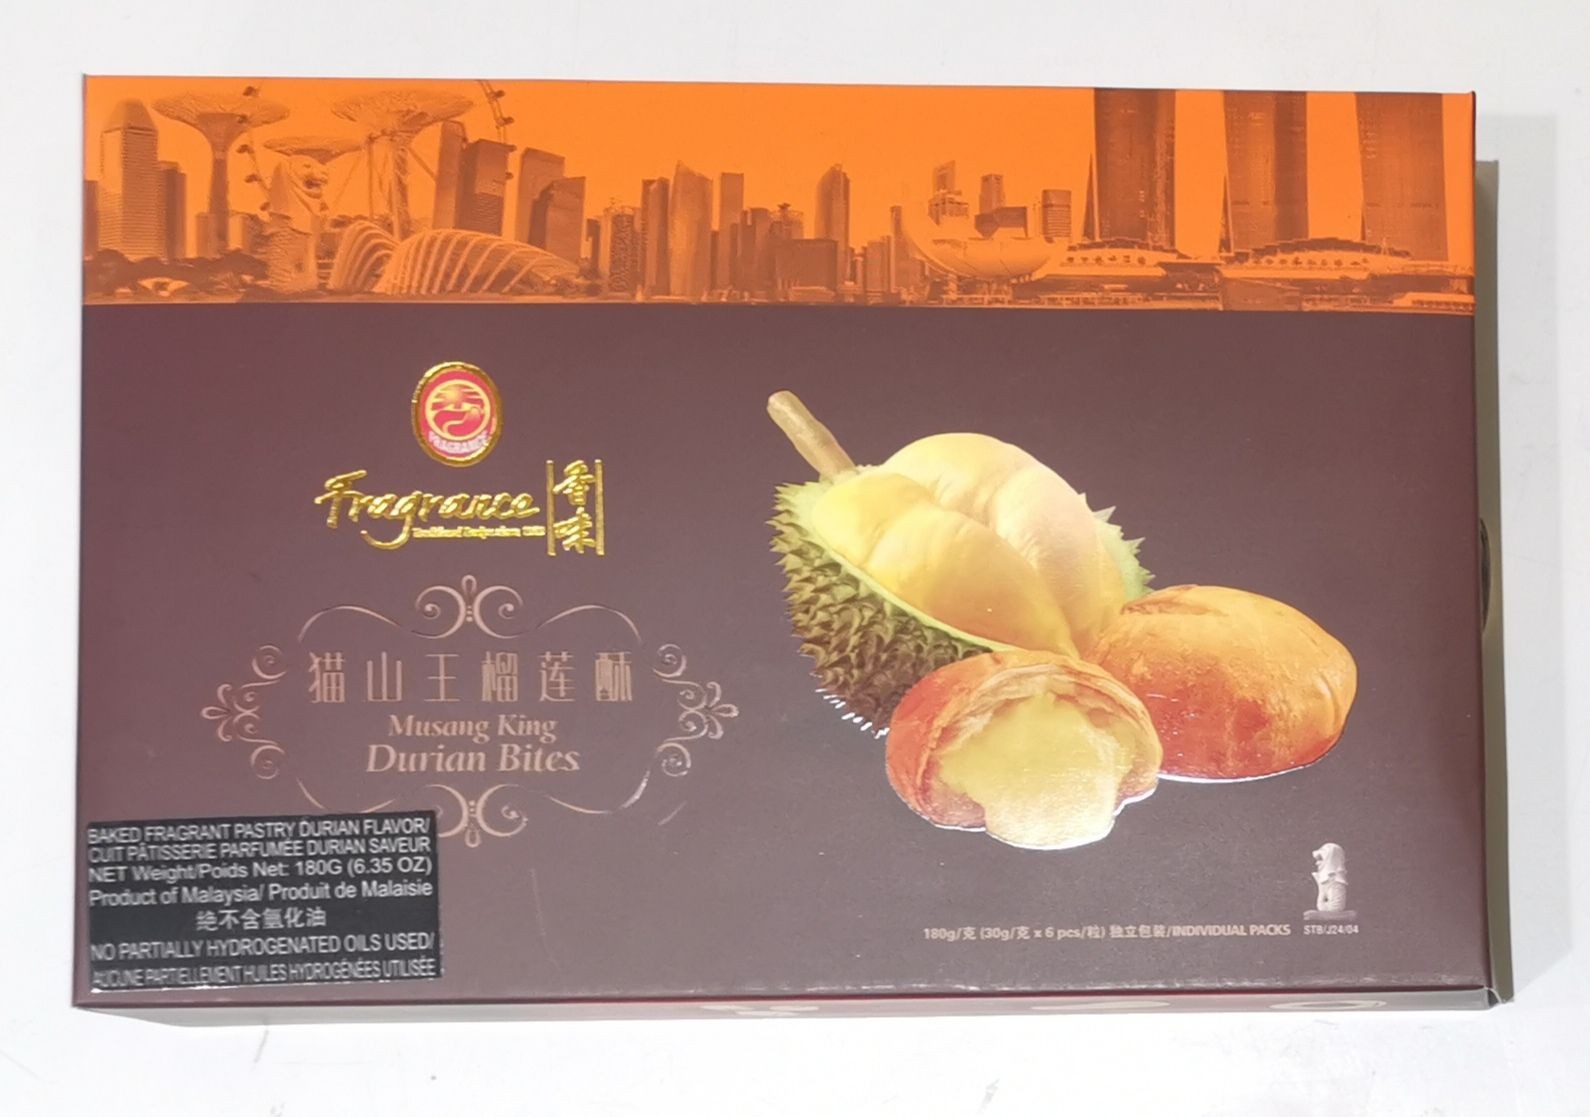 FRAGRANCE
Fragrance 香味
猫山王榴莲酥
Musang King
Durian Bites
BAKED FRAGRANT PASTRY DURIAN FLAVOR/
CUIT PÂTISSERIE PARFUMÉE DURIAN SAVEUR
NET Weight/Poids Net: 180G (6.35 OZ)
Product of Malaysia/ Produit de Malaisie
绝不含氢化油
NO PARTIALLY HYDROGENATED OILS USED/
AUCUNE PARTIELLEMENT HUILES HYDROGÉNÉES UTILISÉE
180g/克 (30g/克 x 6 pcs/粒) 独立包装/INDIVIDUAL PACKS
STB/J24/04